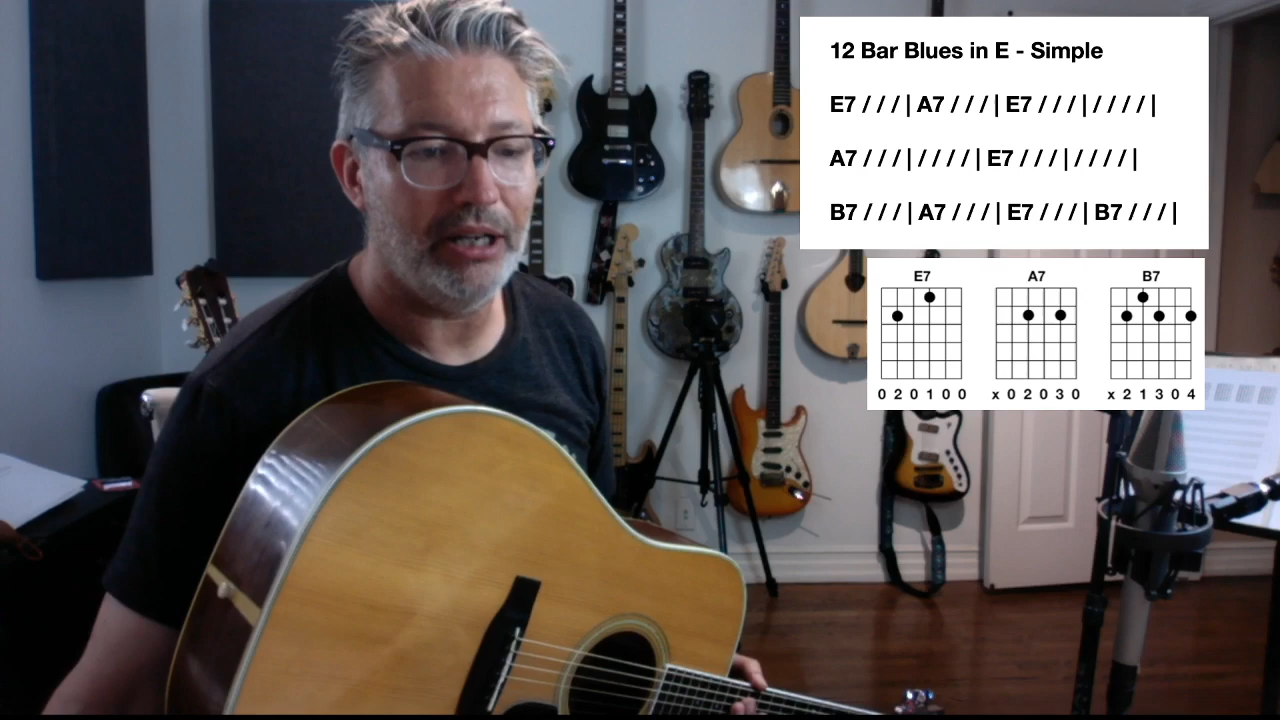 12 Bar Blues in E - Simple
E7 / / / | A7 / / / | E7 / / / | / / / / |
A7 / / / | / / / / | E7 / / / | / / / / |
B7 / / / | A7 / / / | E7 / / / | B7 / / / |
E7 A7 B7
0 2 0 1 0 0 x 0 2 0 3 0 x 2 1 3 0 4